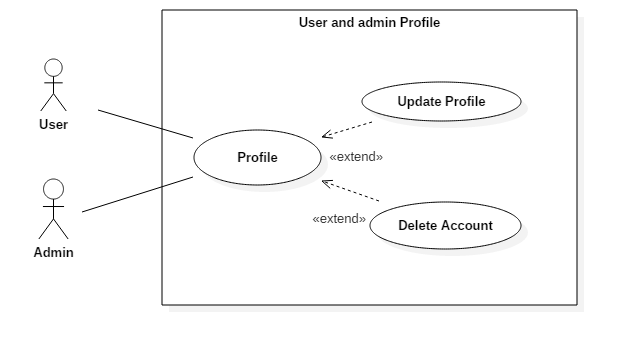 User and admin Profile
User
Update Profile
Profile
«extend»
«extend»
Delete Account
Admin